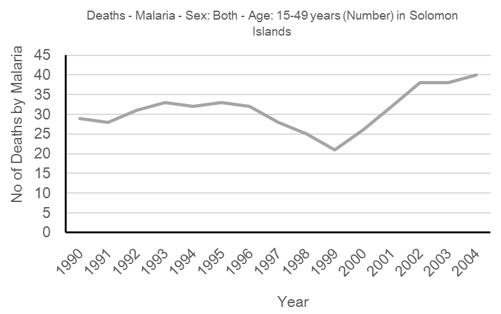 Deaths - Malaria - Sex: Both - Age: 15-49 years (Number) in Solomon
Islands
No of Deaths by Malaria
45
40
35
30
25
20
15
10
5
0
1990 1991 1992 1993 1994 1995 1996 1997 1998 1999 2000 2001 2002 2003 2004
Year